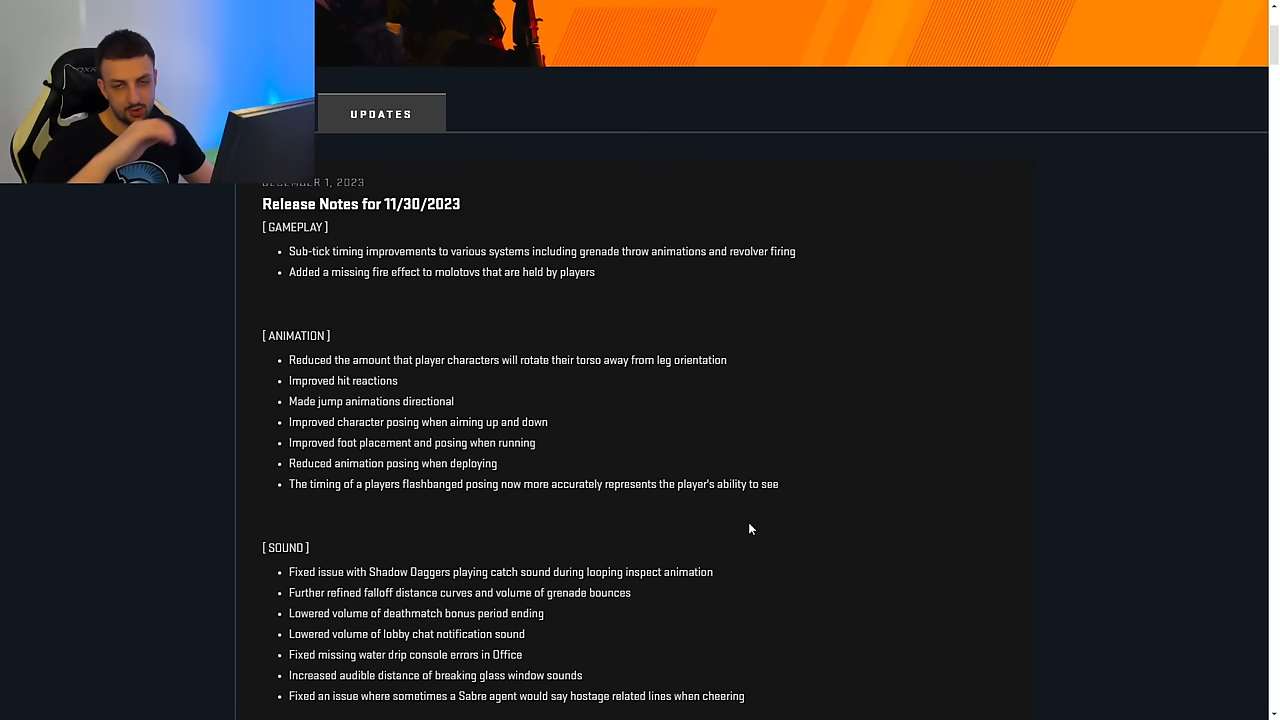 UPDATES
DECEMBER 1, 2023
Release Notes for 11/30/2023
[ GAMEPLAY ]
• Sub-tick timing improvements to various systems including grenade throw animations and revolver firing
• Added a missing fire effect to molotovs that are held by players
[ ANIMATION ]
• Reduced the amount that player characters will rotate their torso away from leg orientation
• Improved hit reactions
• Made jump animations directional
• Improved character posing when aiming up and down
• Improved foot placement and posing when running
• Reduced animation posing when deploying
• The timing of a players flashbanged posing now more accurately represents the player's ability to see
[ SOUND ]
• Fixed issue with Shadow Daggers playing catch sound during looping inspect animation
• Further refined falloff distance curves and volume of grenade bounces
• Lowered volume of deathmatch bonus period ending
• Lowered volume of lobby chat notification sound
• Fixed missing water drip console errors in Office
• Increased audible distance of breaking glass window sounds
• Fixed an issue where sometimes a Sabre agent would say hostage related lines when cheering